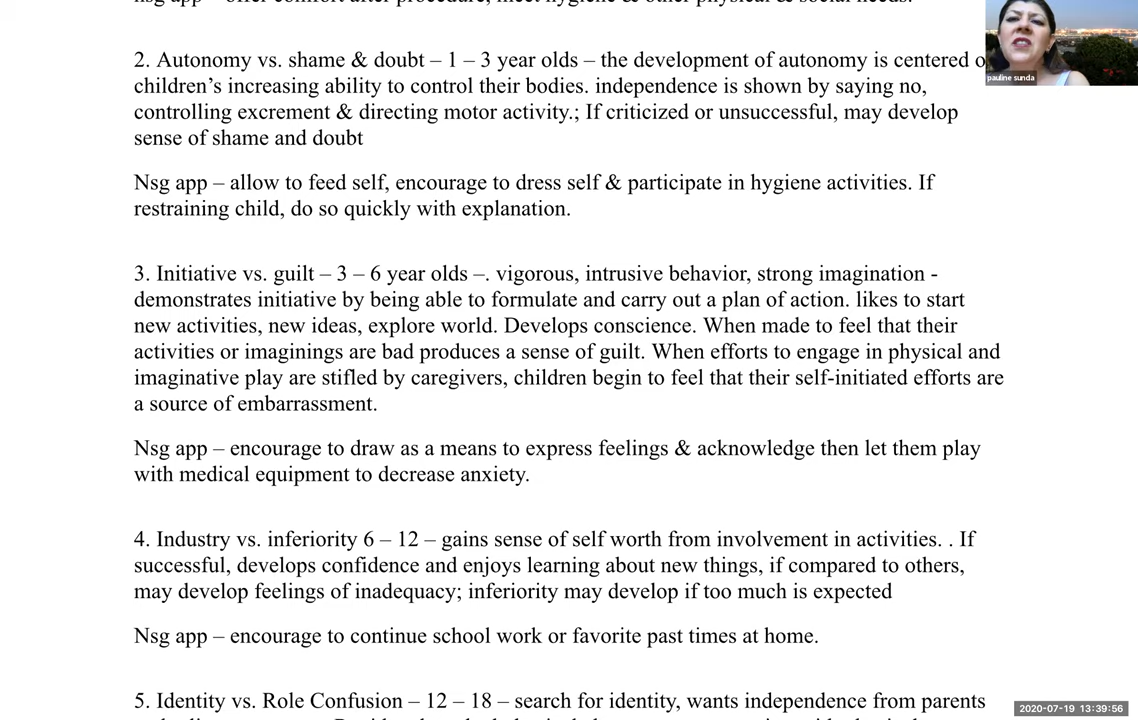 nsg app – offer comfort after procedure, meet hygiene & other physical & social needs.
2. Autonomy vs. shame & doubt – 1 – 3 year olds – the development of autonomy is centered o
children’s increasing ability to control their bodies. independence is shown by saying no,
controlling excrement & directing motor activity.; If criticized or unsuccessful, may develop
sense of shame and doubt
Nsg app – allow to feed self, encourage to dress self & participate in hygiene activities. If
restraining child, do so quickly with explanation.
3. Initiative vs. guilt – 3 – 6 year olds –. vigorous, intrusive behavior, strong imagination -
demonstrates initiative by being able to formulate and carry out a plan of action. likes to start
new activities, new ideas, explore world. Develops conscience. When made to feel that their
activities or imaginings are bad produces a sense of guilt. When efforts to engage in physical and
imaginative play are stifled by caregivers, children begin to feel that their self-initiated efforts are
a source of embarrassment.
Nsg app – encourage to draw as a means to express feelings & acknowledge then let them play
with medical equipment to decrease anxiety.
4. Industry vs. inferiority 6 – 12 – gains sense of self worth from involvement in activities. . If
successful, develops confidence and enjoys learning about new things, if compared to others,
may develop feelings of inadequacy; inferiority may develop if too much is expected
Nsg app – encourage to continue school work or favorite past times at home.
5. Identity vs. Role Confusion – 12 – 18 – search for identity, wants independence from parents
pauline sunda
2020-07-19 13:39:56